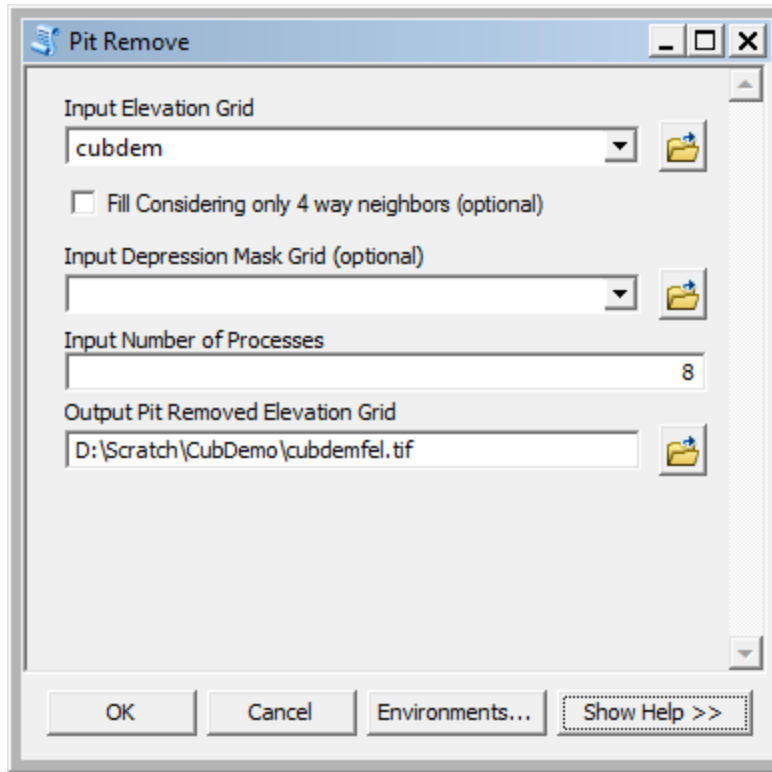 Pit Remove
Input Elevation Grid
cubdem
Fill Considering only 4 way neighbors (optional)
Input Depression Mask Grid (optional)
Input Number of Processes
8
Output Pit Removed Elevation Grid
D:\Scratch\CubDemo\cubdemfel.tif
OK Cancel Environments... Show Help >>